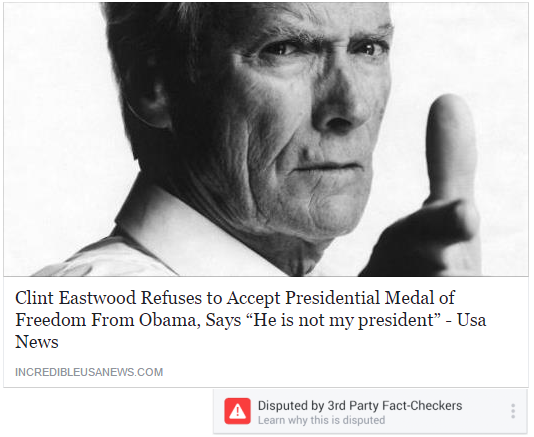 Clint Eastwood Refuses to Accept Presidential Medal of
Freedom From Obama, Says “He is not my president” - Usa
News
INCREDIBLEUSANEWS.COM
Disputed by 3rd Party Fact-Checkers
Learn why this is disputed